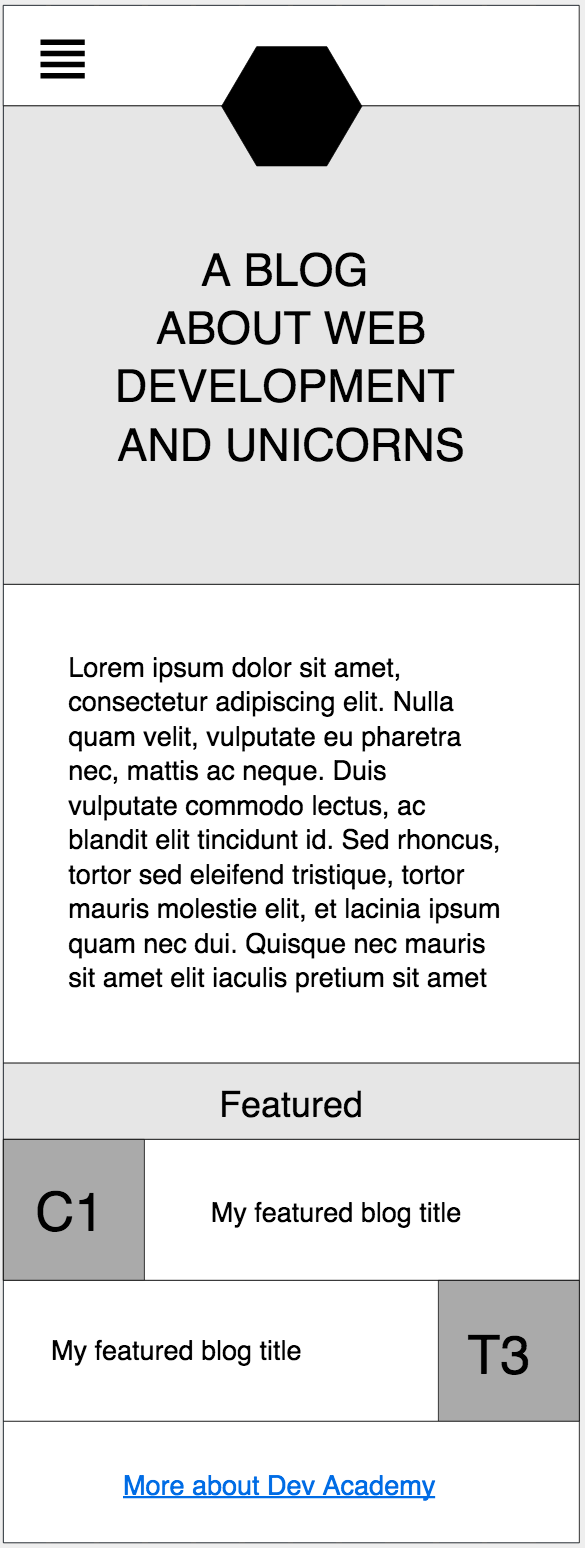 A BLOG
ABOUT WEB
DEVELOPMENT
AND UNICORNS
Lorem ipsum dolor sit amet,
consectetur adipiscing elit. Nulla
quam velit, vulputate eu pharetra
nec, mattis ac neque. Duis
vulputate commodo lectus, ac
blandit elit tincidunt id. Sed rhoncus,
tortor sed eleifend tristique, tortor
mauris molestie elit, et lacinia ipsum
quam nec dui. Quisque nec mauris
sit amet elit iaculis pretium sit amet
Featured
C1
My featured blog title
My featured blog title
T3
More about Dev Academy